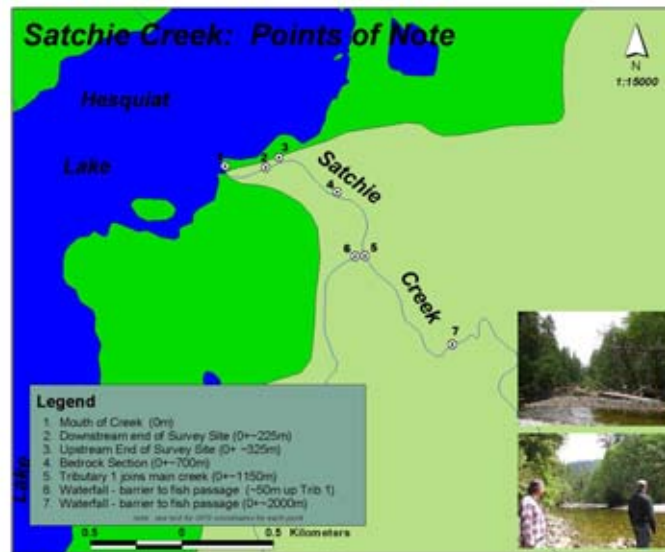 Satchie Creek: Points of Note
N
1:15000
Hesquiat
Lake
1
2
3
Satchie
4
6
5
Creek
7
Legend
1. Mouth of Creek (0m)
2. Downstream end of Survey Site (0+~225m)
3. Upstream End of Survey Site (0+ ~325m)
4. Bedrock Section (0+~700m)
5. Tributary 1 joins main creek (0+~1150m)
6. Waterfall - barrier to fish passage (~50m up Trib 1)
7. Waterfall - barrier to fish passage (0+~2000m)
Lake
0.5 0 0.5 Kilometers